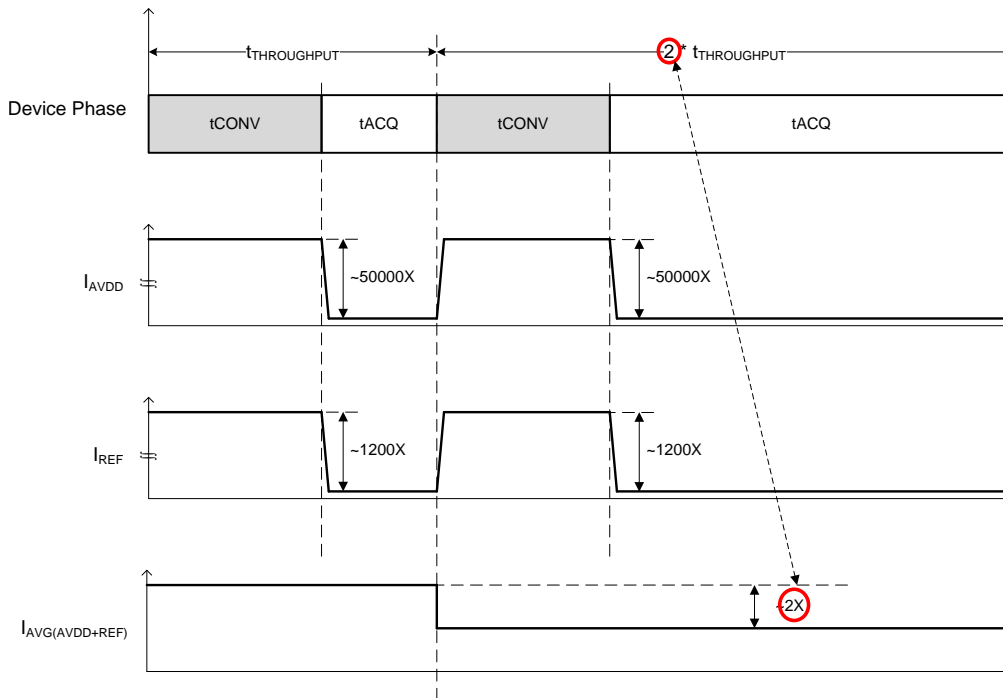 tTHROUGHPUT
2 * tTHROUGHPUT
Device Phase
tCONV
tACQ
tCONV
tACQ
IAVDD
~50000X
~50000X
IREF
~1200X
~1200X
IAVG(AVDD+REF)
~2X